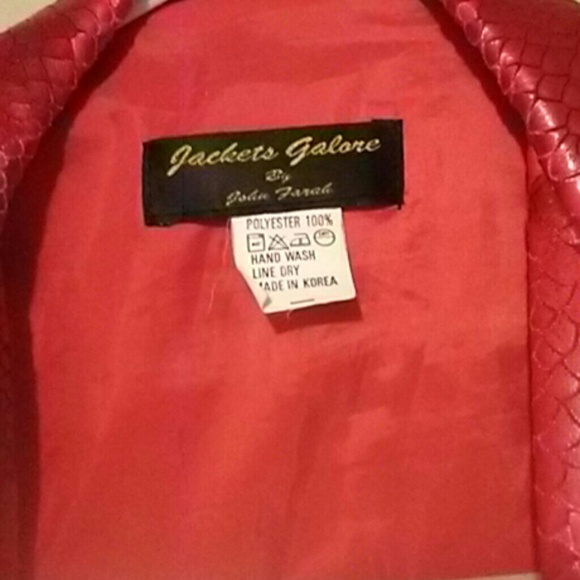 Jackets Galore
By
John Farah
POLYESTER 100%
HAND WASH
LINE DRY
MADE IN KOREA